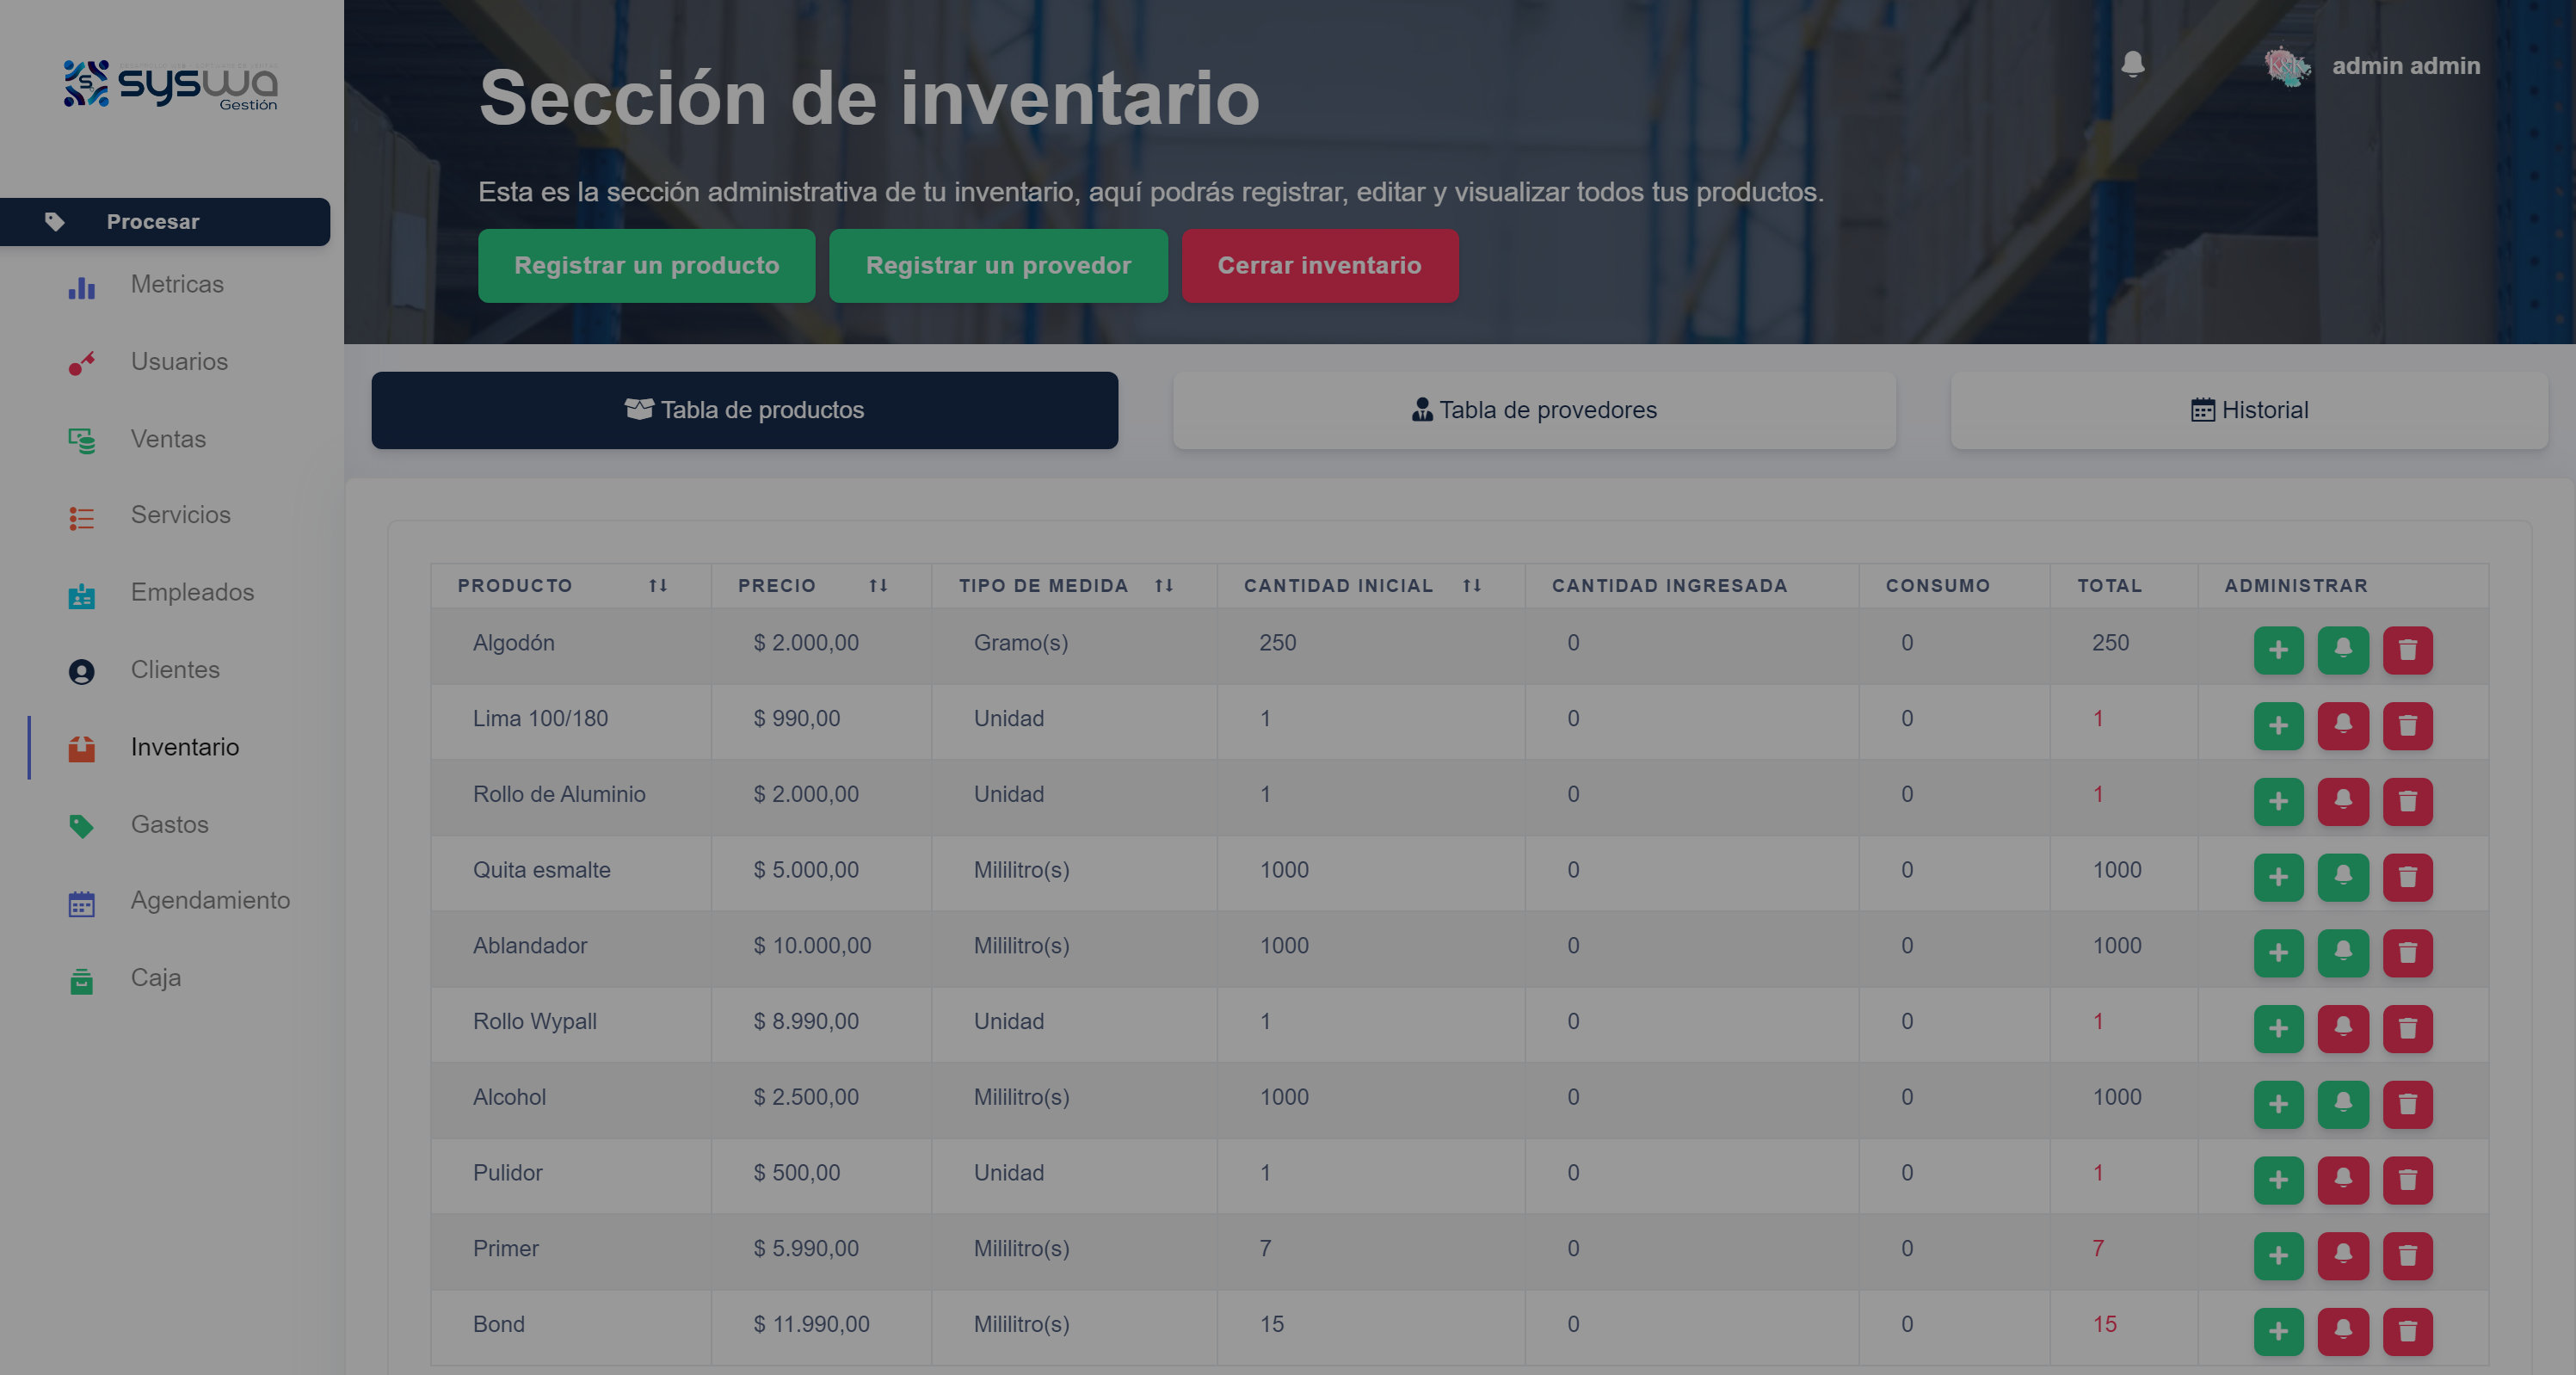 syswa
Gestión
Procesar
Metricas
Usuarios
Ventas
Servicios
Empleados
Clientes
Inventario
Gastos
Agendamiento
Caja
admin admin
Sección de inventario
Esta es la sección administrativa de tu inventario, aquí podrás registrar, editar y visualizar todos tus productos.
Registrar un producto Registrar un provedor Cerrar inventario
Tabla de productos Tabla de provedores Historial
PRODUCTO PRECIO TIPO DE MEDIDA CANTIDAD INICIAL CANTIDAD INGRESADA CONSUMO TOTAL ADMINISTRAR
Algodón $ 2.000,00 Gramo(s) 250 0 0 250
Lima 100/180 $ 990,00 Unidad 1 0 0 1
Rollo de Aluminio $ 2.000,00 Unidad 1 0 0 1
Quita esmalte $ 5.000,00 Mililitro(s) 1000 0 0 1000
Ablandador $ 10.000,00 Mililitro(s) 1000 0 0 1000
Rollo Wypall $ 8.990,00 Unidad 1 0 0 1
Alcohol $ 2.500,00 Mililitro(s) 1000 0 0 1000
Pulidor $ 500,00 Unidad 1 0 0 1
Primer $ 5.990,00 Mililitro(s) 7 0 0 7
Bond $ 11.990,00 Mililitro(s) 15 0 0 15